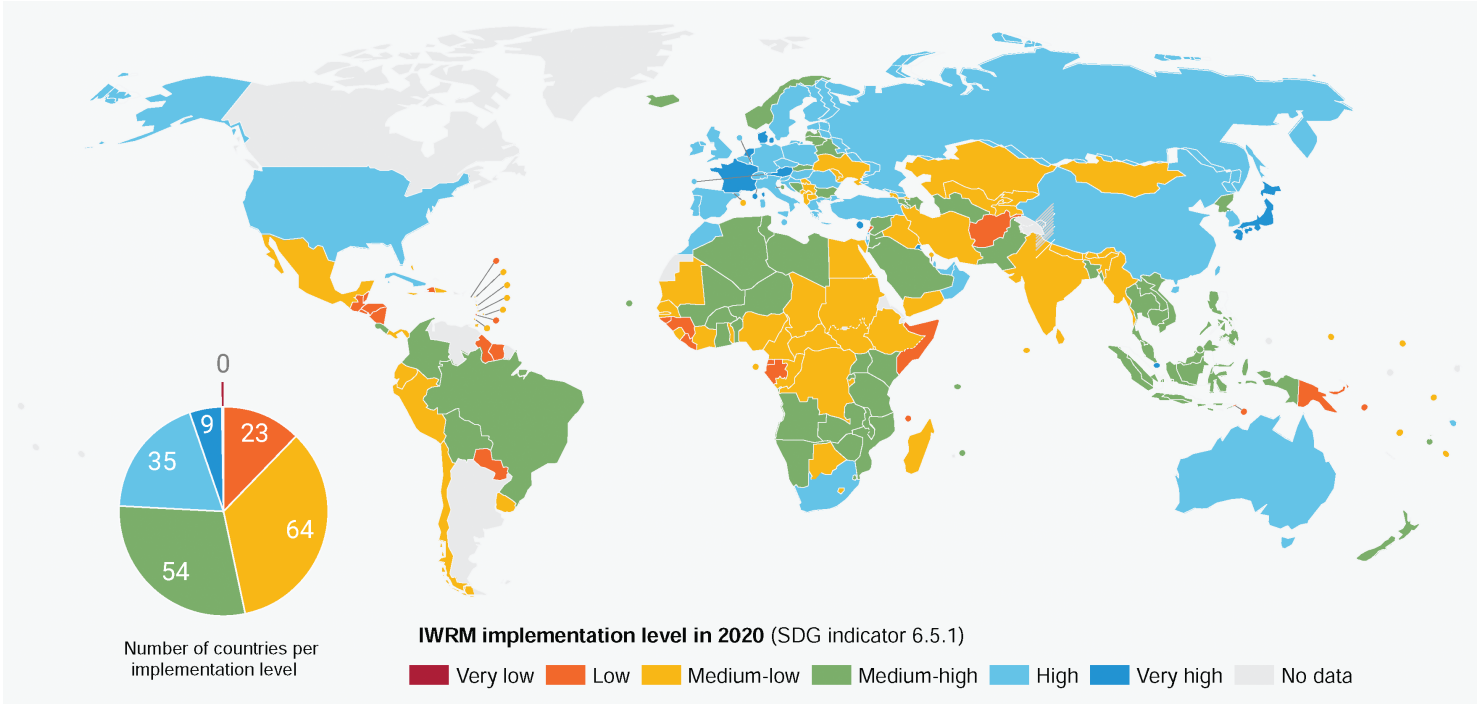 0
9
23
35
64
54
Number of countries per
implementation level
IWRM implementation level in 2020 (SDG indicator 6.5.1)
Very low Low Medium-low Medium-high High Very high No data